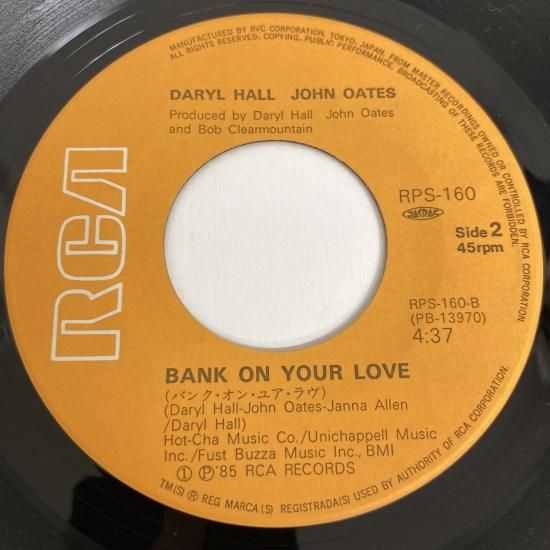 MANUFACTURED BY RVC CORPORATION, TOKYO, JAPAN, FROM MASTER RECORDINGS OWNED OR CONTROLLED BY RCA CORPORATION.
ALL RIGHTS RESERVED. COPYING, PUBLIC PERFORMANCE, BROADCASTING OF THESE RECORDS ARE FORBIDDEN.
DARYL HALL JOHN OATES
Produced by Daryl Hall John Oates
and Bob Clearmountain
RCA
RPS-160
JASRAC
Side 2
45rpm
RPS-160-B
(PB-13970)
4:37
BANK ON YOUR LOVE
(バンク・オン・ユア・ラヴ)
(Daryl Hall-John Oates-Janna Allen
/Daryl Hall)
Hot-Cha Music Co./Unichappell Music
Inc./Fust Buzza Music Inc., BMI
① Ⓟ'85 RCA RECORDS
TM(S) ® REG MARCA(S) REGISTRADA(S) USED BY AUTHORITY OF RCA CORPORATION